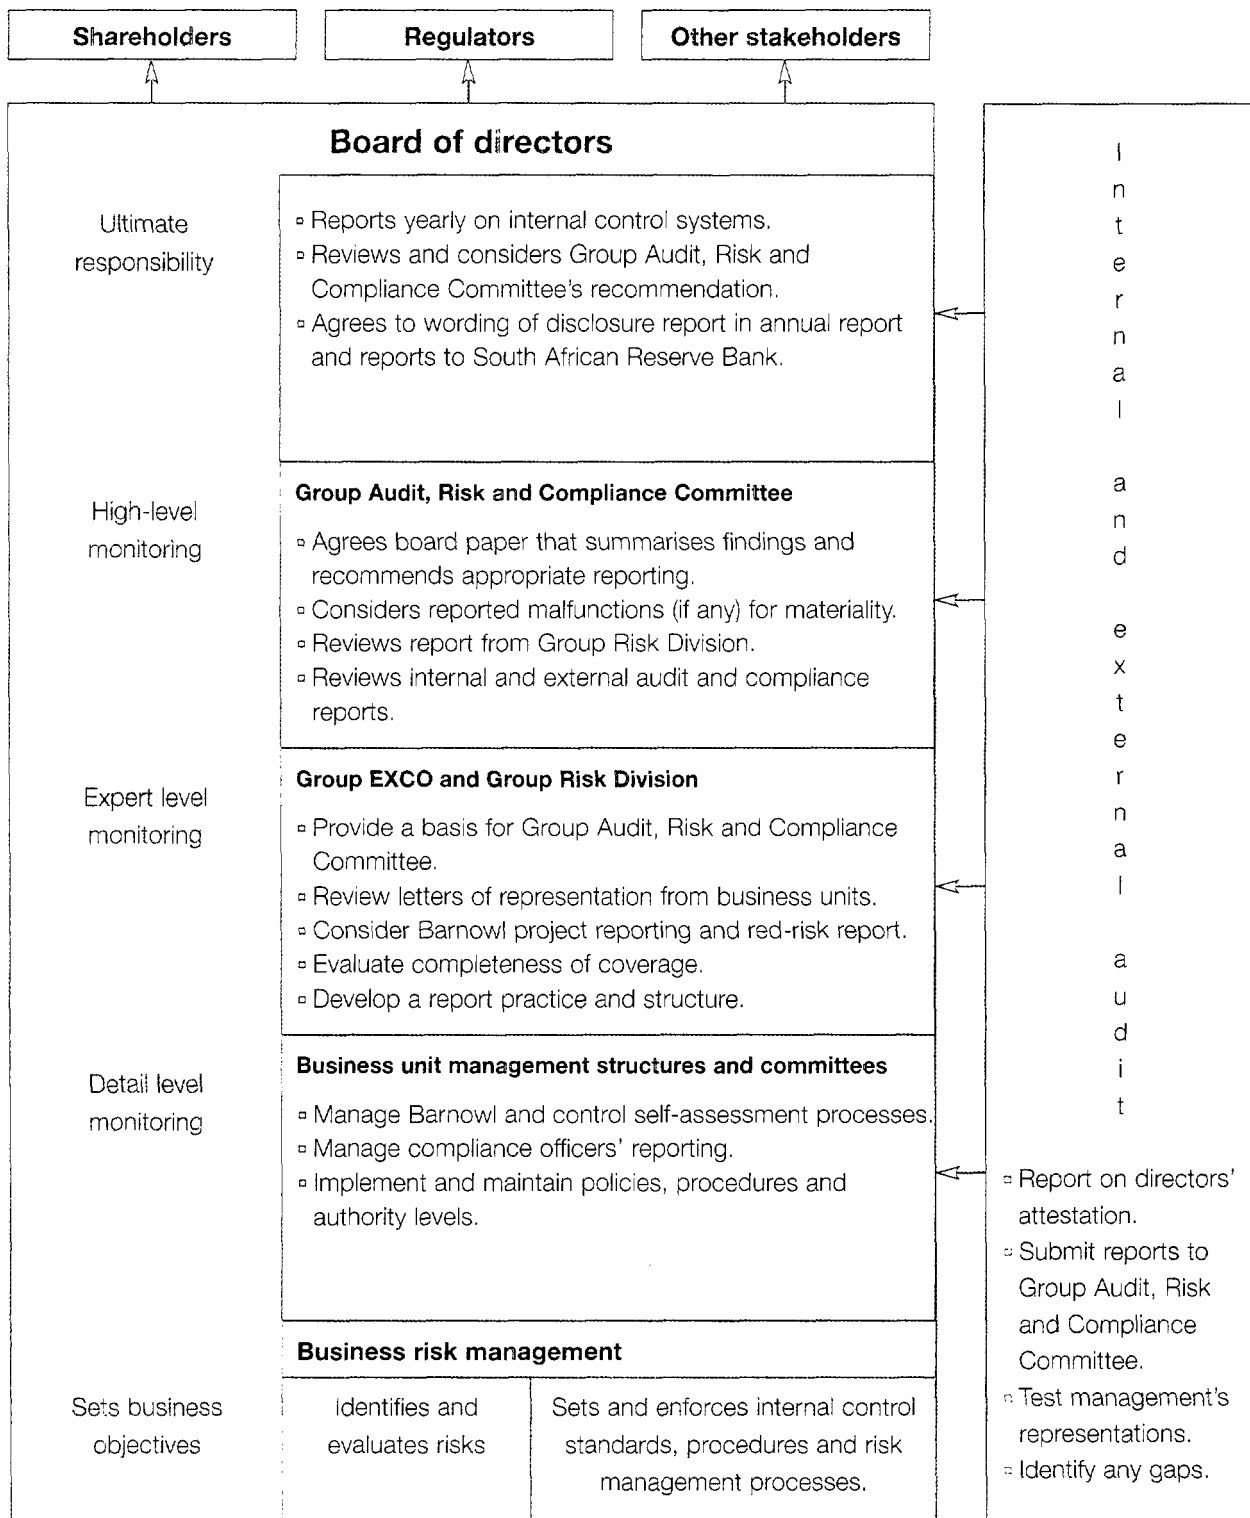 Shareholders
Regulators
Other stakeholders
Board of directors
Ultimate
responsibility
▫ Reports yearly on internal control systems.
▫ Reviews and considers Group Audit, Risk and
Compliance Committee's recommendation.
▫ Agrees to wording of disclosure report in annual report
and reports to South African Reserve Bank.
High-level
monitoring
Group Audit, Risk and Compliance Committee
▫ Agrees board paper that summarises findings and
recommends appropriate reporting.
▫ Considers reported malfunctions (if any) for materiality.
▫ Reviews report from Group Risk Division.
▫ Reviews internal and external audit and compliance
reports.
Expert level
monitoring
Group EXCO and Group Risk Division
▫ Provide a basis for Group Audit, Risk and Compliance
Committee.
▫ Review letters of representation from business units.
▫ Consider Barnowl project reporting and red-risk report.
▫ Evaluate completeness of coverage.
▫ Develop a report practice and structure.
Detail level
monitoring
Business unit management structures and committees
▫ Manage Barnowl and control self-assessment processes.
▫ Manage compliance officers' reporting.
▫ Implement and maintain policies, procedures and
authority levels.
Business risk management
Sets business
objectives
Identifies and
evaluates risks
Sets and enforces internal control
standards, procedures and risk
management processes.
Internal and external audit
▫ Report on directors'
attestation.
▫ Submit reports to
Group Audit, Risk
and Compliance
Committee.
▫ Test management's
representations.
▫ Identify any gaps.